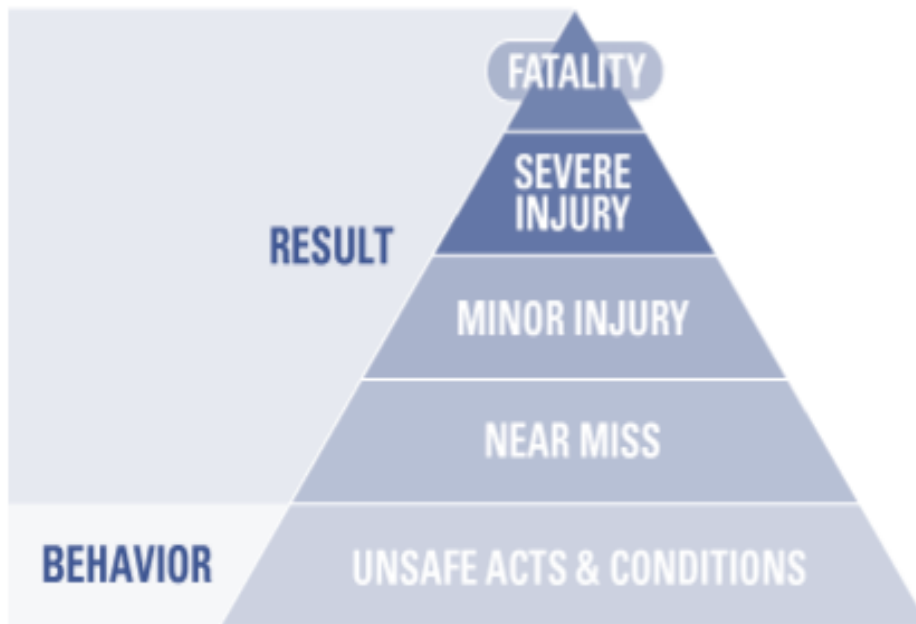 FATALITY
SEVERE
INJURY
RESULT
MINOR INJURY
NEAR MISS
BEHAVIOR
UNSAFE ACTS & CONDITIONS